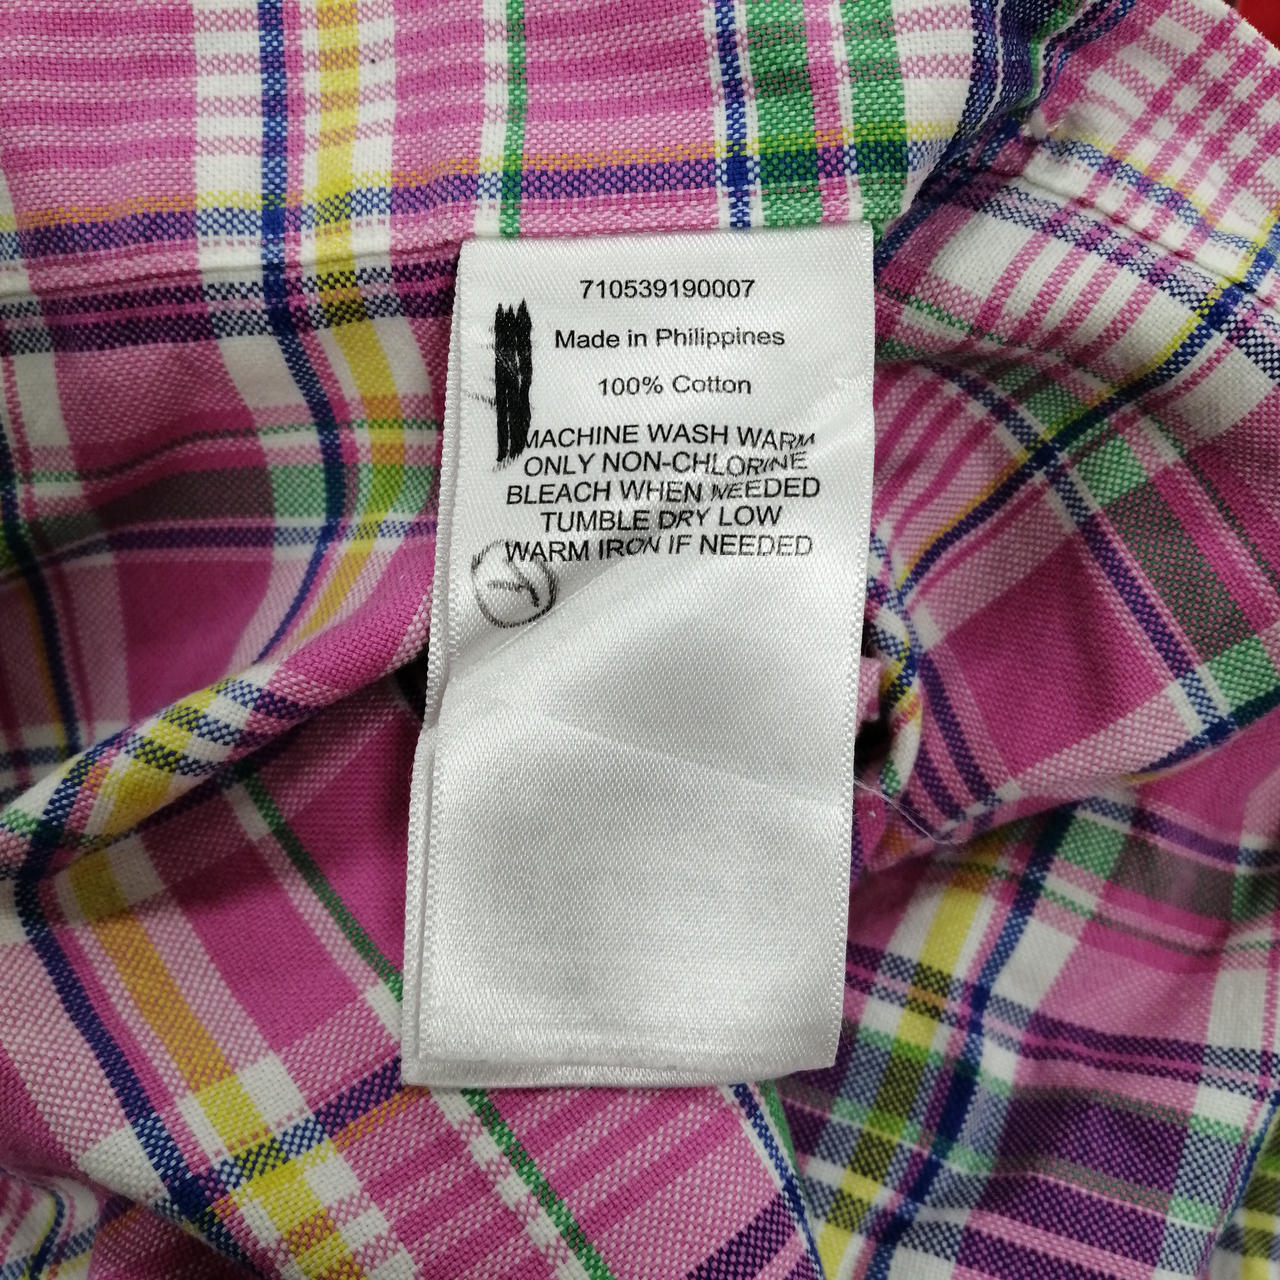 710539190007
Made in Philippines
100% Cotton
MACHINE WASH WARM
ONLY NON-CHLORINE
BLEACH WHEN NEEDED
TUMBLE DRY LOW
WARM IRON IF NEEDED